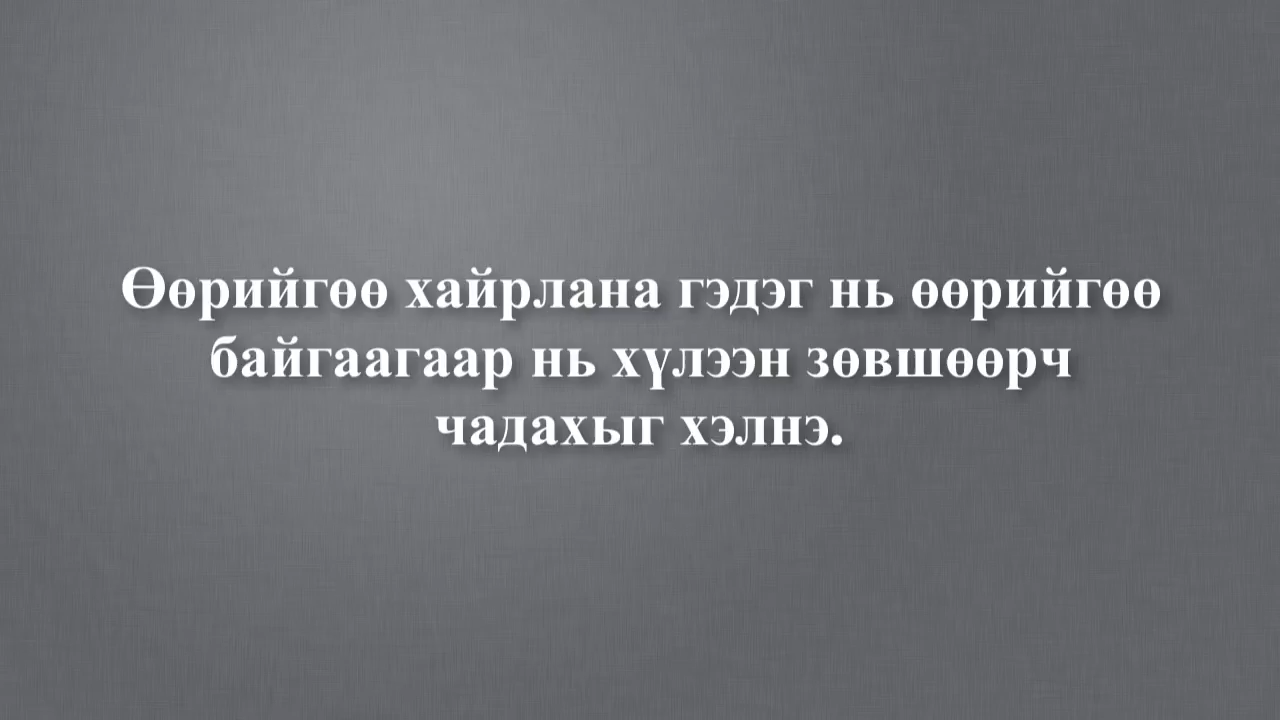 Өөрийгөө хайрлана гэдэг нь өөрийгөө
байгаагаар нь хүлээн зөвшөөрч
чадахыг хэлнэ.